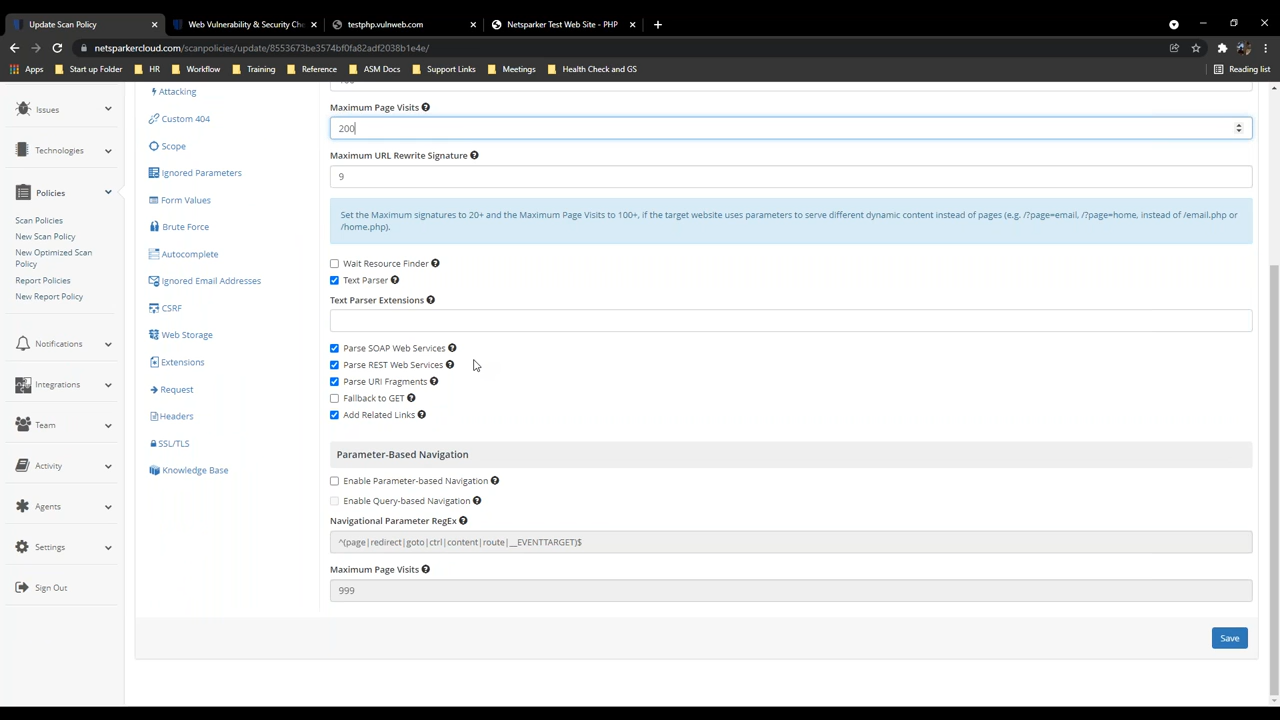 Update Scan Policy
Web Vulnerability & Security Che
testphp.vulnweb.com
Netsparker Test Web Site - PHP
netsparkercloud.com/scanpolicies/update/8553673be3574bf0fa82adf2038b1e4e/
Apps
Start up Folder
HR
Workflow
Training
Reference
ASM Docs
Support Links
Meetings
Health Check and GS
Reading list
Issues
Technologies
Policies
Scan Policies
New Scan Policy
New Optimized Scan
Policy
Report Policies
New Report Policy
Notifications
Integrations
Team
Activity
Agents
Settings
Sign Out
Attacking
Custom 404
Scope
Ignored Parameters
Form Values
Brute Force
Autocomplete
Ignored Email Addresses
CSRF
Web Storage
Extensions
Request
Headers
SSL/TLS
Knowledge Base
Maximum Page Visits
200
Maximum URL Rewrite Signature
9
Set the Maximum signatures to 20+ and the Maximum Page Visits to 100+, if the target website uses parameters to serve different dynamic content instead of pages (e.g. /?page=email, /?page=home, instead of /email.php or
/home.php).
Wait Resource Finder
Text Parser
Text Parser Extensions
Parse SOAP Web Services
Parse REST Web Services
Parse URI Fragments
Fallback to GET
Add Related Links
Parameter-Based Navigation
Enable Parameter-based Navigation
Enable Query-based Navigation
Navigational Parameter RegEx
^(page|redirect|goto|ctrl|content|route|__EVENTTARGET)$
Maximum Page Visits
999
Save